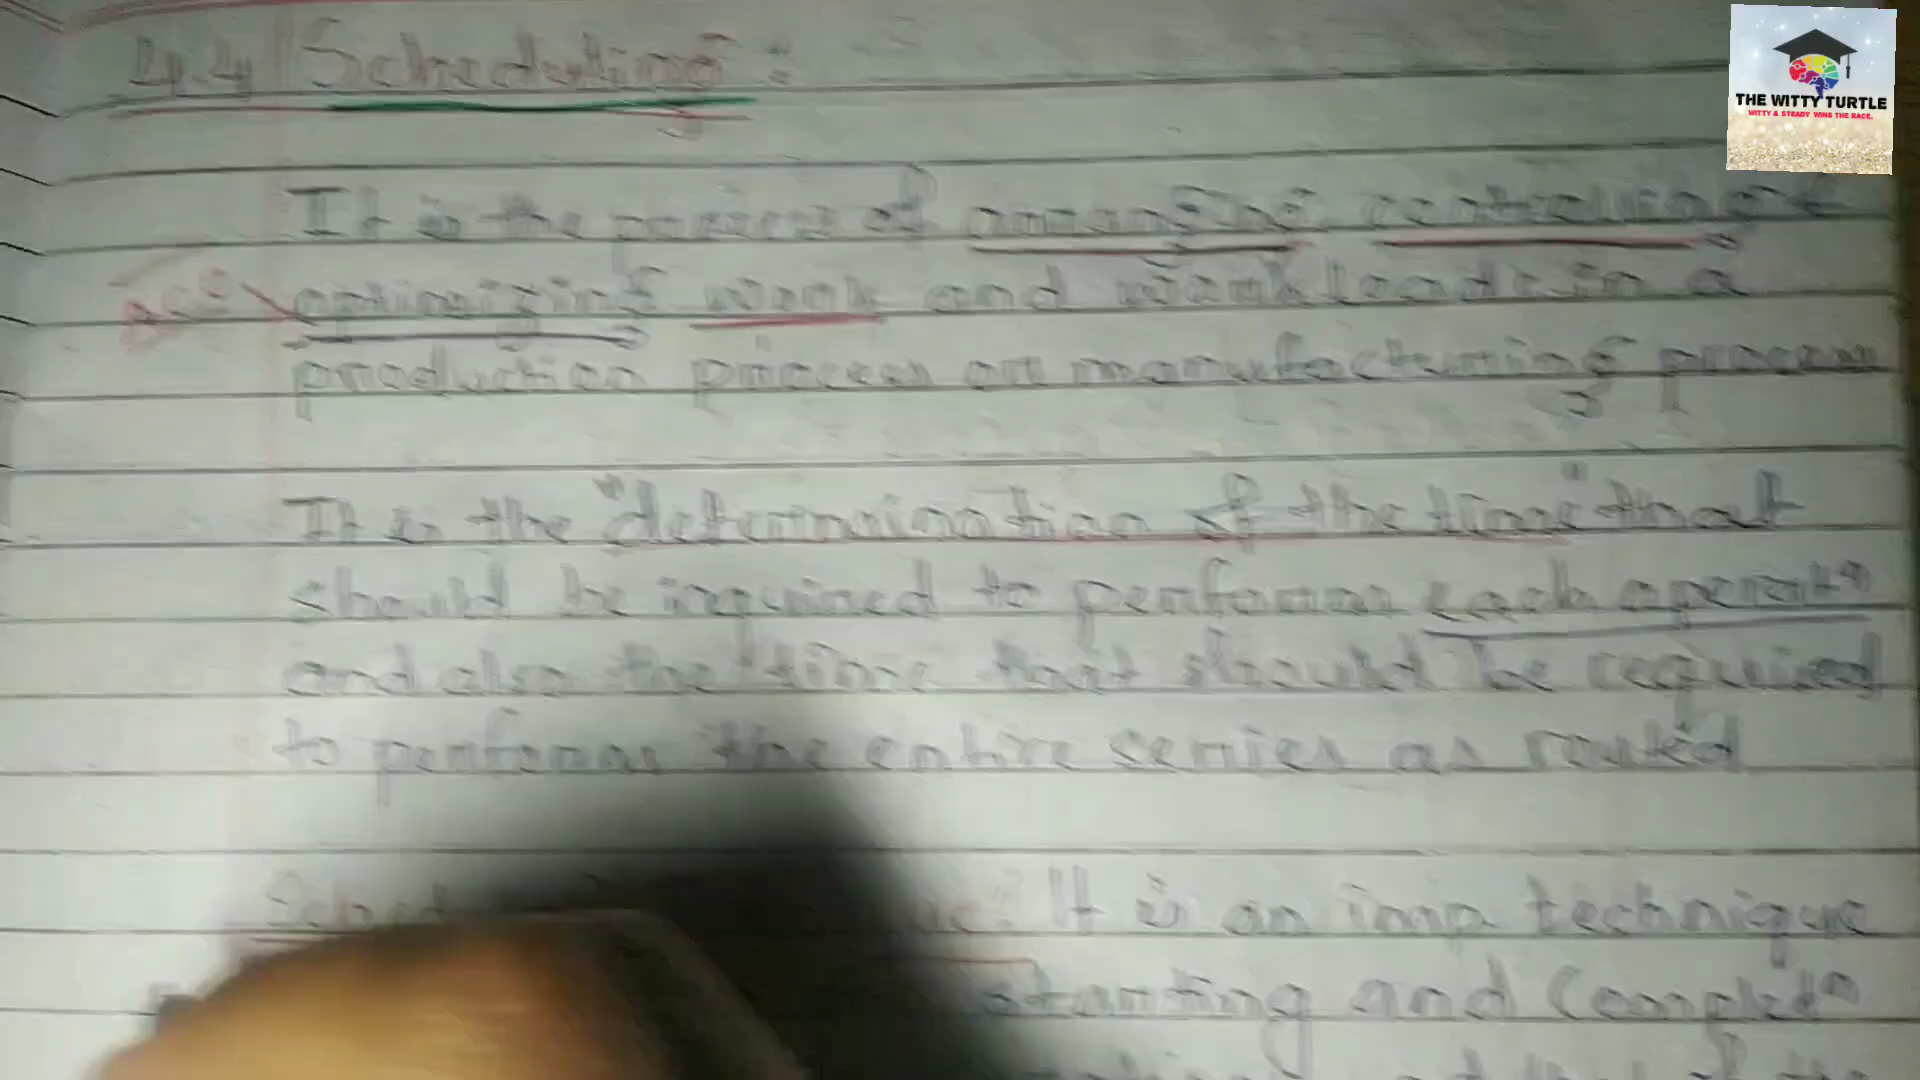 4.4 Scheduling :
It is the process of arranging, controlling &
optimizing work and workloads in a
production process or manufacturing process
It is the "determination of the time" that
should be required to perform each operatn
and also the time that should be required
to perform the entire series as routed
It is an imp technique
starting and Completn
of the
THE WITTY TURTLE
WITTY & STEADY WINS THE RACE.